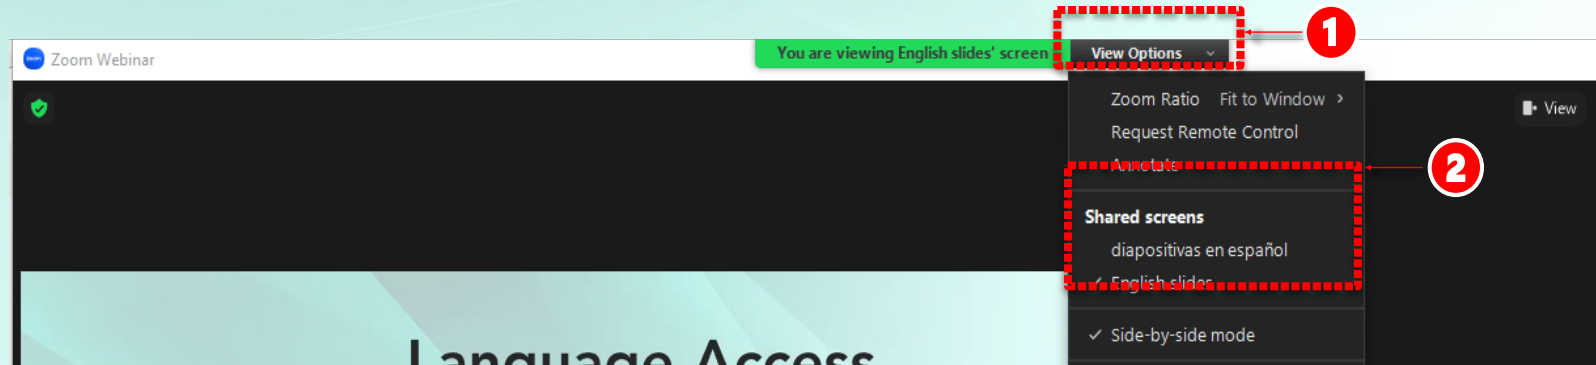 1
zoom Zoom Webinar
You are viewing English slides' screen
View Options
Zoom Ratio Fit to Window >
View
Request Remote Control
Annotate
2
Shared screens
diapositivas en español
✓ English slides
✓ Side-by-side mode
Language Access